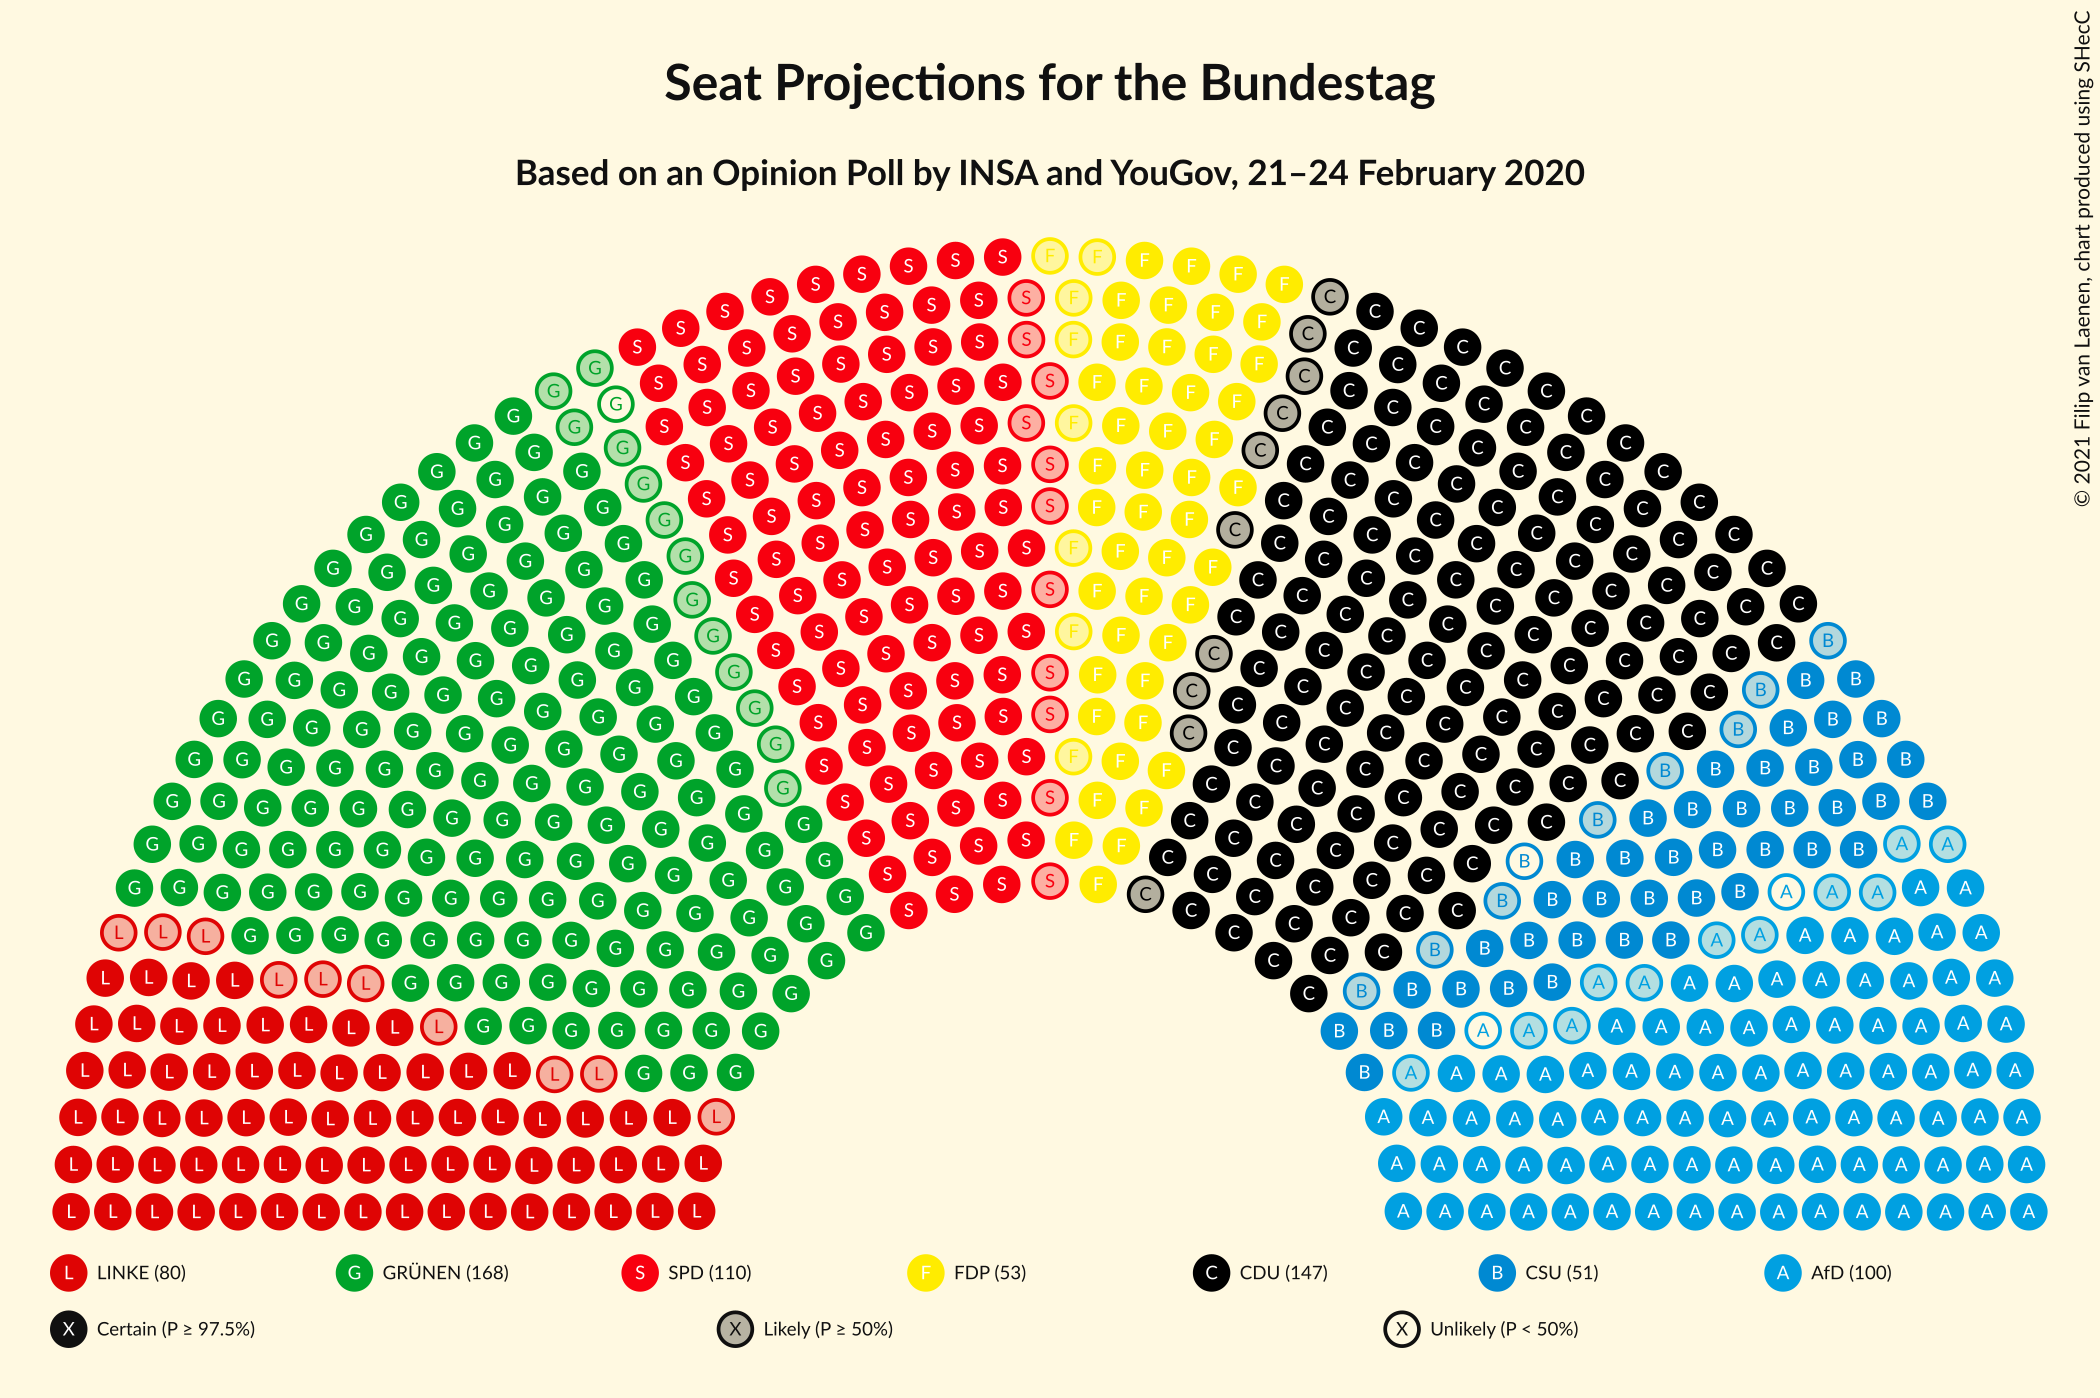 Seat Projections for the Bundestag
Based on an Opinion Poll by INSA and YouGov, 21–24 February 2020
© 2021 Filip van Laenen, chart produced using SHecC
L LINKE (80) G GRÜNEN (168) S SPD (110) F FDP (53) C CDU (147) B CSU (51) A AfD (100)
X Certain (P ≥ 97.5%) X Likely (P ≥ 50%) X Unlikely (P < 50%)